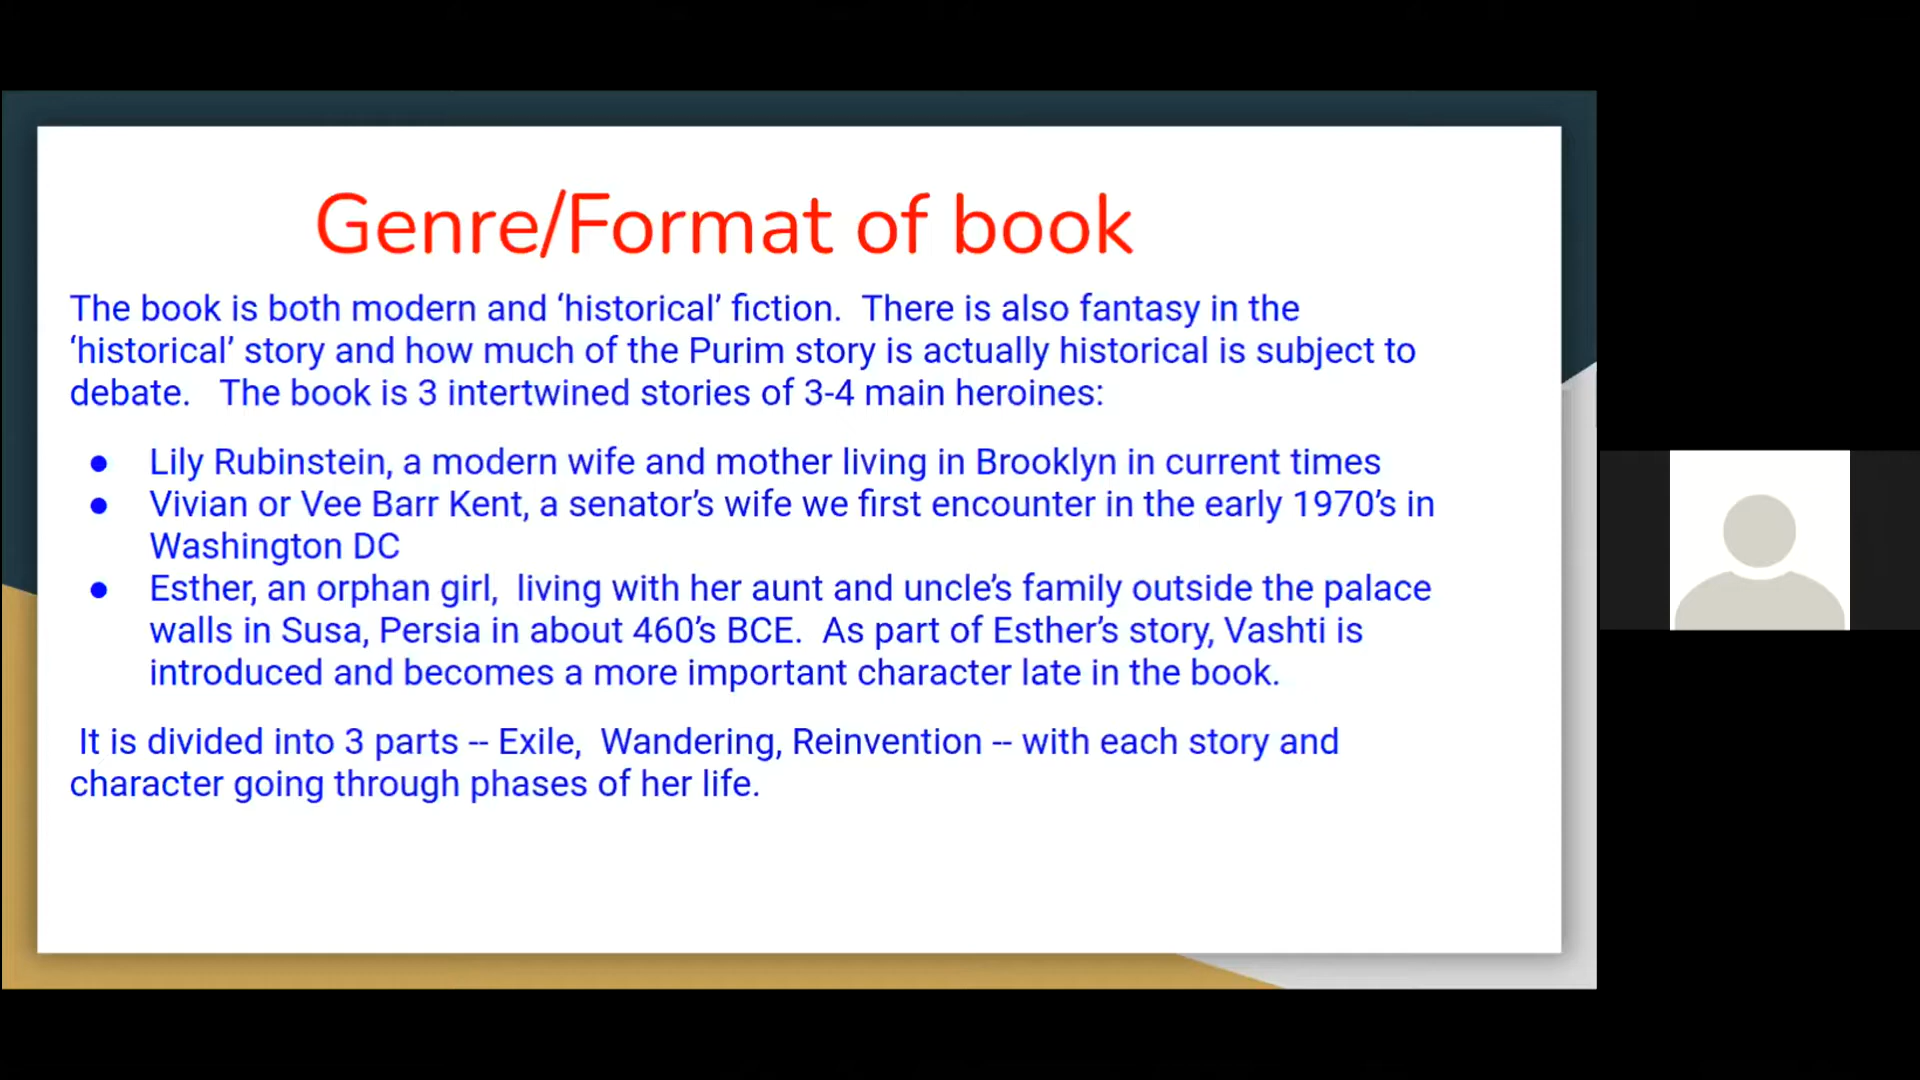 Genre/Format of book
The book is both modern and ‘historical’ fiction.  There is also fantasy in the
‘historical’ story and how much of the Purim story is actually historical is subject to
debate.   The book is 3 intertwined stories of 3-4 main heroines:
● Lily Rubinstein, a modern wife and mother living in Brooklyn in current times
● Vivian or Vee Barr Kent, a senator’s wife we first encounter in the early 1970’s in
Washington DC
● Esther, an orphan girl,  living with her aunt and uncle’s family outside the palace
walls in Susa, Persia in about 460’s BCE.  As part of Esther’s story, Vashti is
introduced and becomes a more important character late in the book.
It is divided into 3 parts -- Exile,  Wandering, Reinvention -- with each story and
character going through phases of her life.